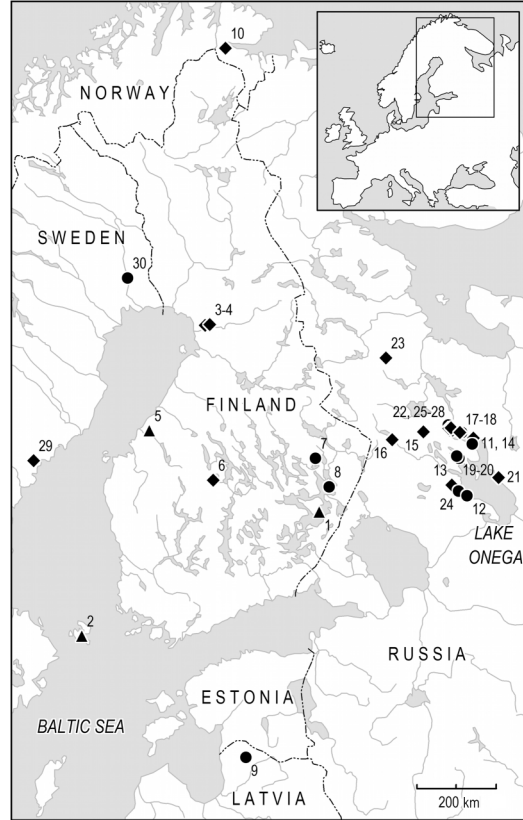 10
NORWAY
SWEDEN
30
3-4
23
5
FINLAND
22, 25-28
17-18
29
7
16
15
11, 14
6
8
13
19-20
21
1
24
12
LAKE
ONEGA
2
RUSSIA
ESTONIA
BALTIC SEA
9
LATVIA
200 km